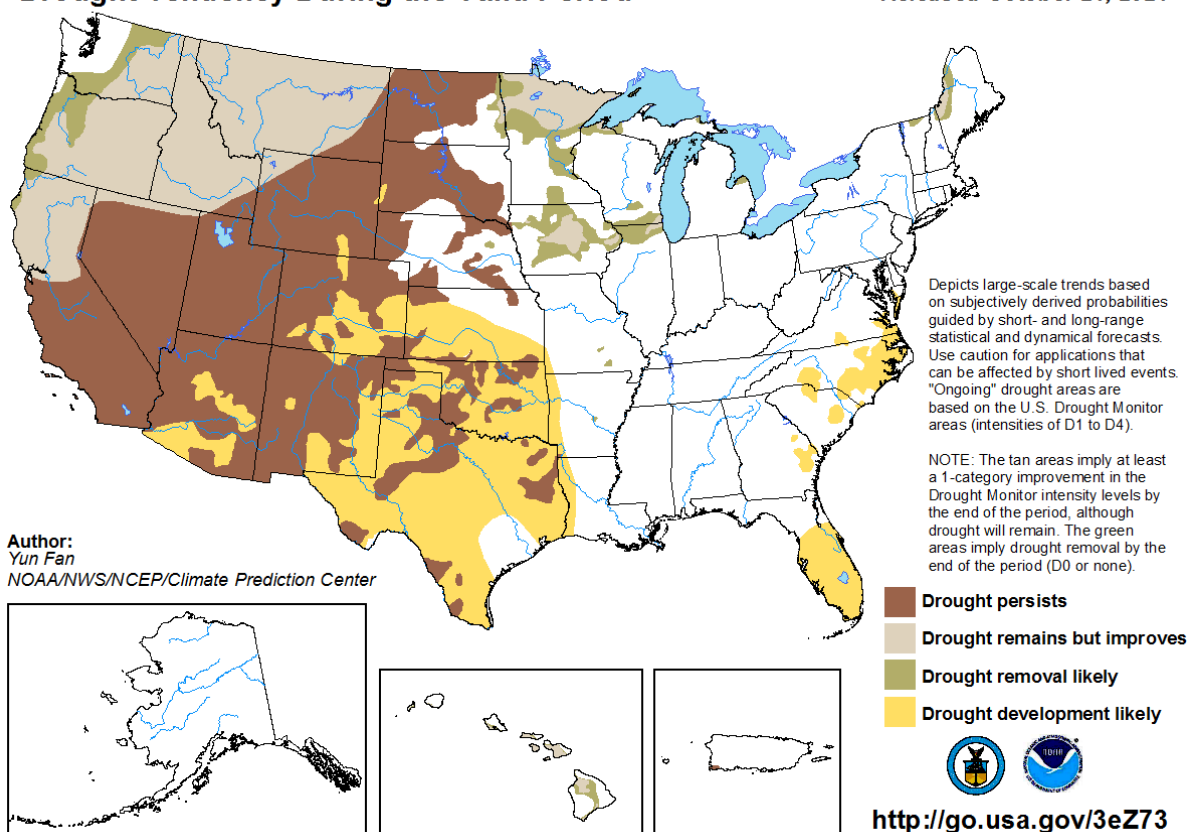 Depicts large-scale trends based
on subjectively derived probabilities
guided by short- and long-range
statistical and dynamical forecasts.
Use caution for applications that
can be affected by short lived events.
"Ongoing" drought areas are
based on the U.S. Drought Monitor
areas (intensities of D1 to D4).
NOTE: The tan areas imply at least
a 1-category improvement in the
Drought Monitor intensity levels by
the end of the period, although
drought will remain. The green
areas imply drought removal by the
end of the period (D0 or none).
Author:
Yun Fan
NOAA/NWS/NCEP/Climate Prediction Center
Drought persists
Drought remains but improves
Drought removal likely
Drought development likely
http://go.usa.gov/3eZ73